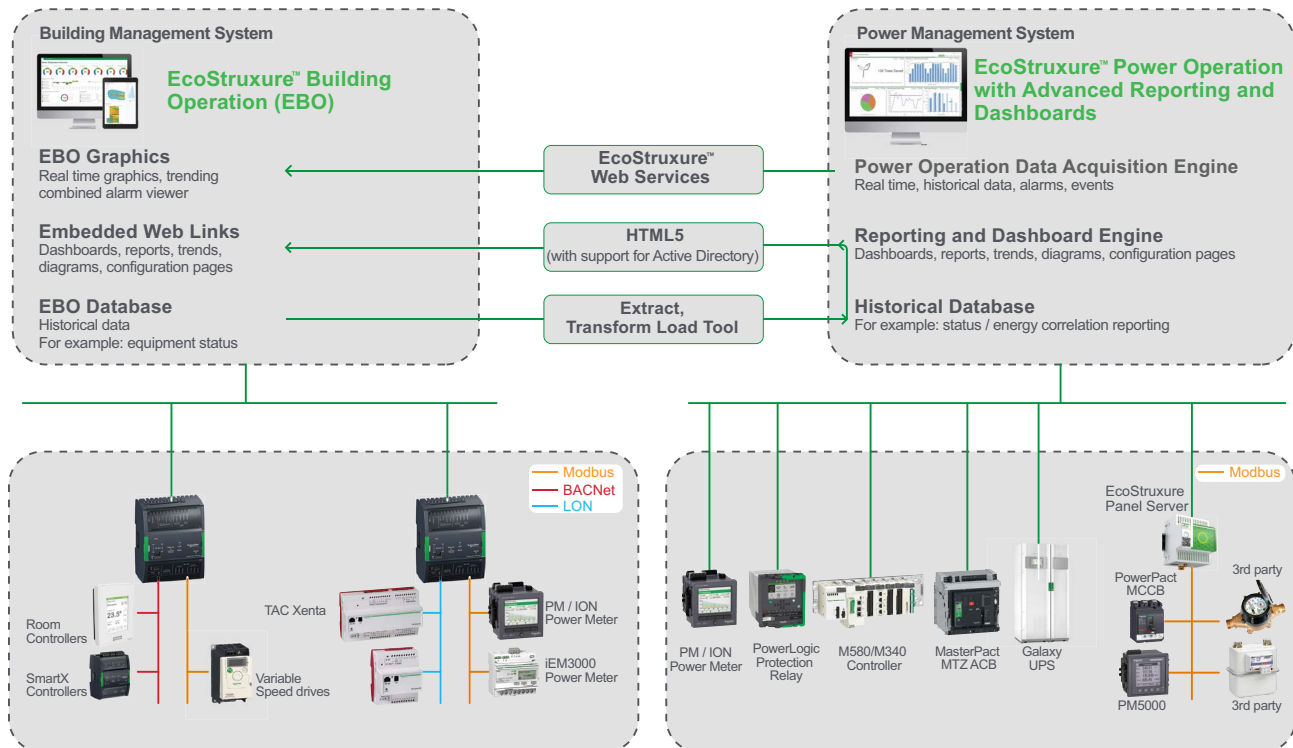 Building Management System
EcoStruxure™ Building
Operation (EBO)
EBO Graphics
Real time graphics, trending
combined alarm viewer
Embedded Web Links
Dashboards, reports, trends,
diagrams, configuration pages
EBO Database
Historical data
For example: equipment status
EcoStruxure™
Web Services
HTML5
(with support for Active Directory)
Extract,
Transform Load Tool
Power Management System
EcoStruxure™ Power Operation
with Advanced Reporting and
Dashboards
Power Operation Data Acquisition Engine
Real time, historical data, alarms, events
Reporting and Dashboard Engine
Dashboards, reports, trends, diagrams, configuration pages
Historical Database
For example: status / energy correlation reporting
Modbus
BACNet
LON
Room
Controllers
SmartX
Controllers
Variable
Speed drives
TAC Xenta
PM / ION
Power Meter
iEM3000
Power Meter
Modbus
PM / ION
Power Meter
PowerLogic
Protection
Relay
M580/M340
Controller
MasterPact
MTZ ACB
Galaxy
UPS
EcoStruxure
Panel Server
PowerPact
MCCB
3rd party
PM5000
3rd party